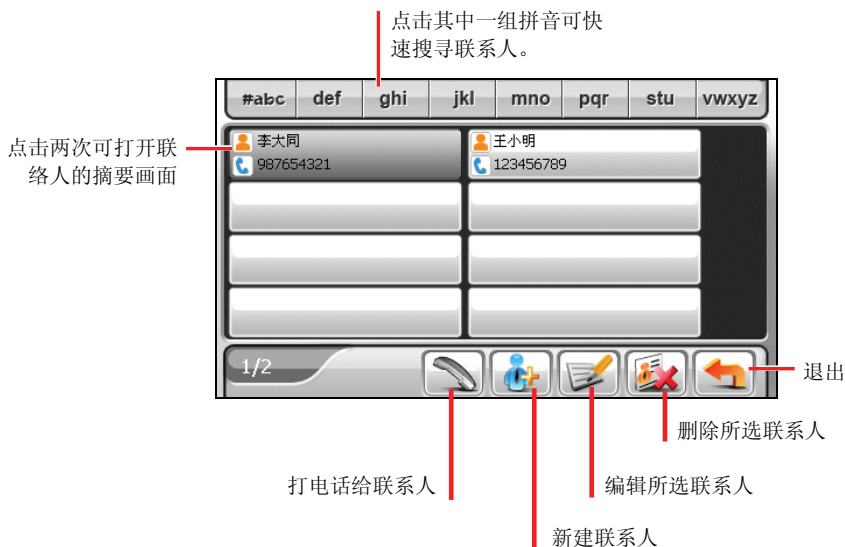 点击其中一组拼音可快
速搜寻联系人。
#abc def ghi jkl mno pqr stu vwxyz
点击两次可打开联
络人的摘要画面
李大同
987654321
王小明
123456789
1/2
退出
删除所选联系人
打电话给联系人
编辑所选联系人
新建联系人